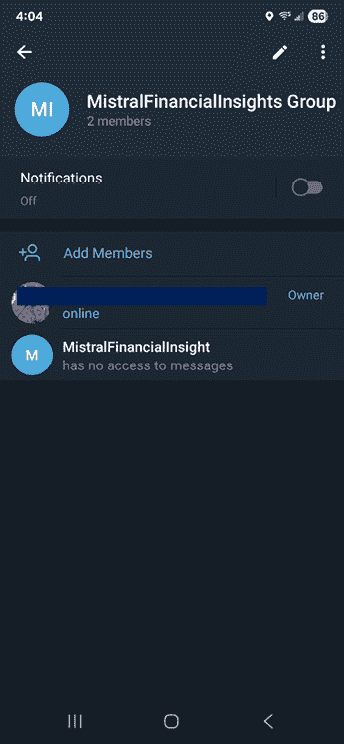 4:04
86
MI
MistralFinancialInsights Group
2 members
Notifications
Off
Add Members
Owner
online
M
MistralFinancialInsight
has no access to messages